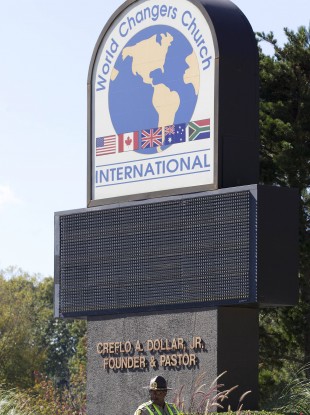 World Changers Church
INTERNATIONAL
CREFLO A. DOLLAR, JR.
FOUNDER & PASTOR